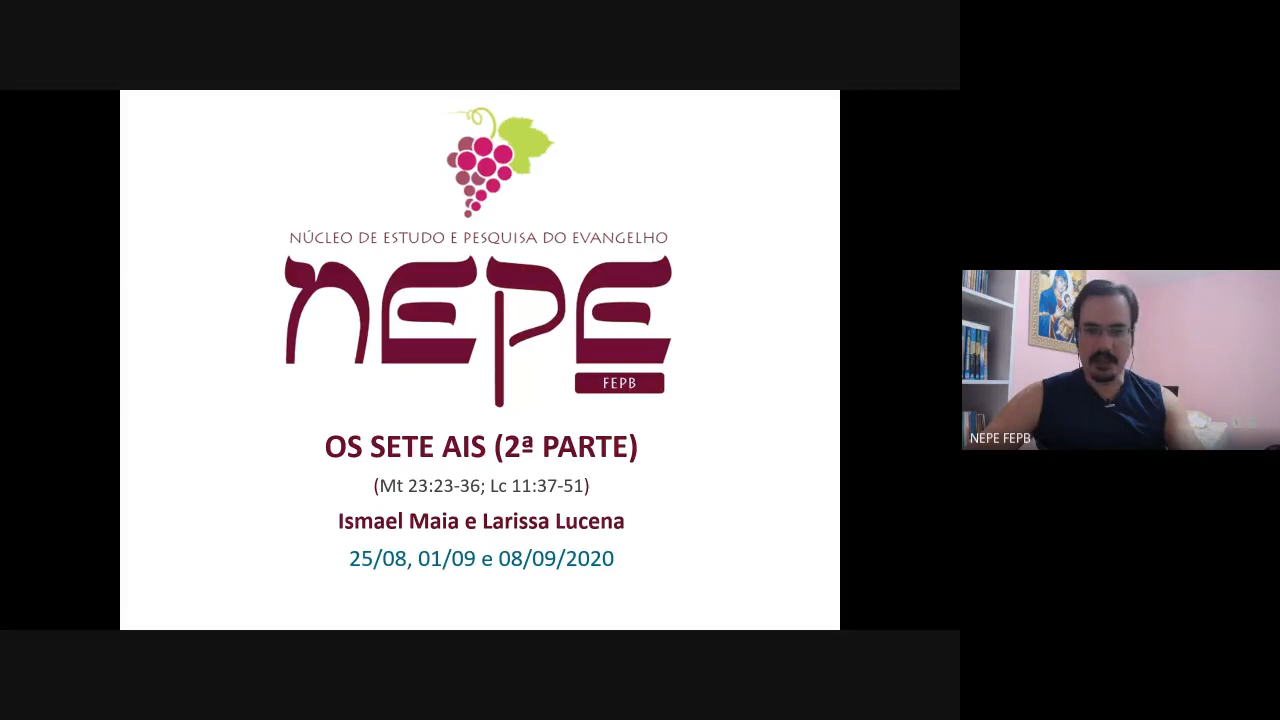 NÚCLEO DE ESTUDO E PESQUISA DO EVANGELHO
NEPE
FEPB
OS SETE AIS (2ª PARTE)
(Mt 23:23-36; Lc 11:37-51)
Ismael Maia e Larissa Lucena
25/08, 01/09 e 08/09/2020
NEPE FEPB